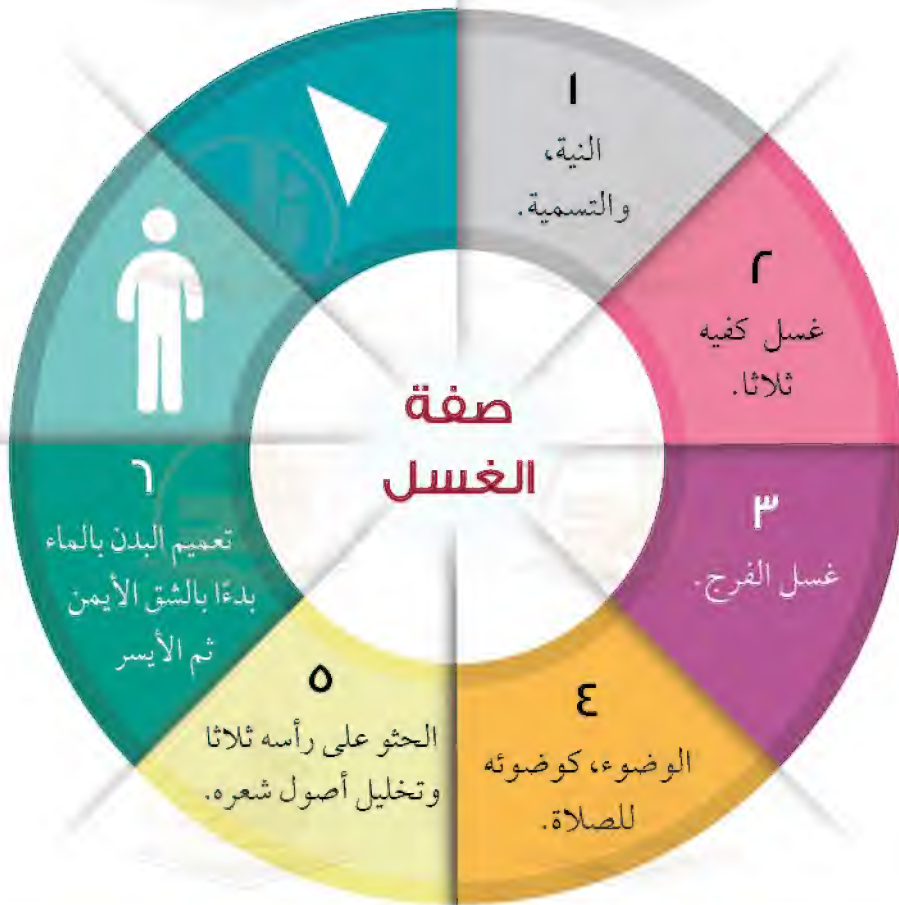 صفة
الغسل
١
النية،
والتسمية.
٢
غسل كفيه
ثلاثا.
٣
غسل الفرج.
٤
الوضوء، كوضوئه
للصلاة.
٥
الحثو على رأسه ثلاثا
وتخليل أصول شعره.
٦
تعميم البدن بالماء
بدءًا بالشق الأيمن
ثم الأيسر